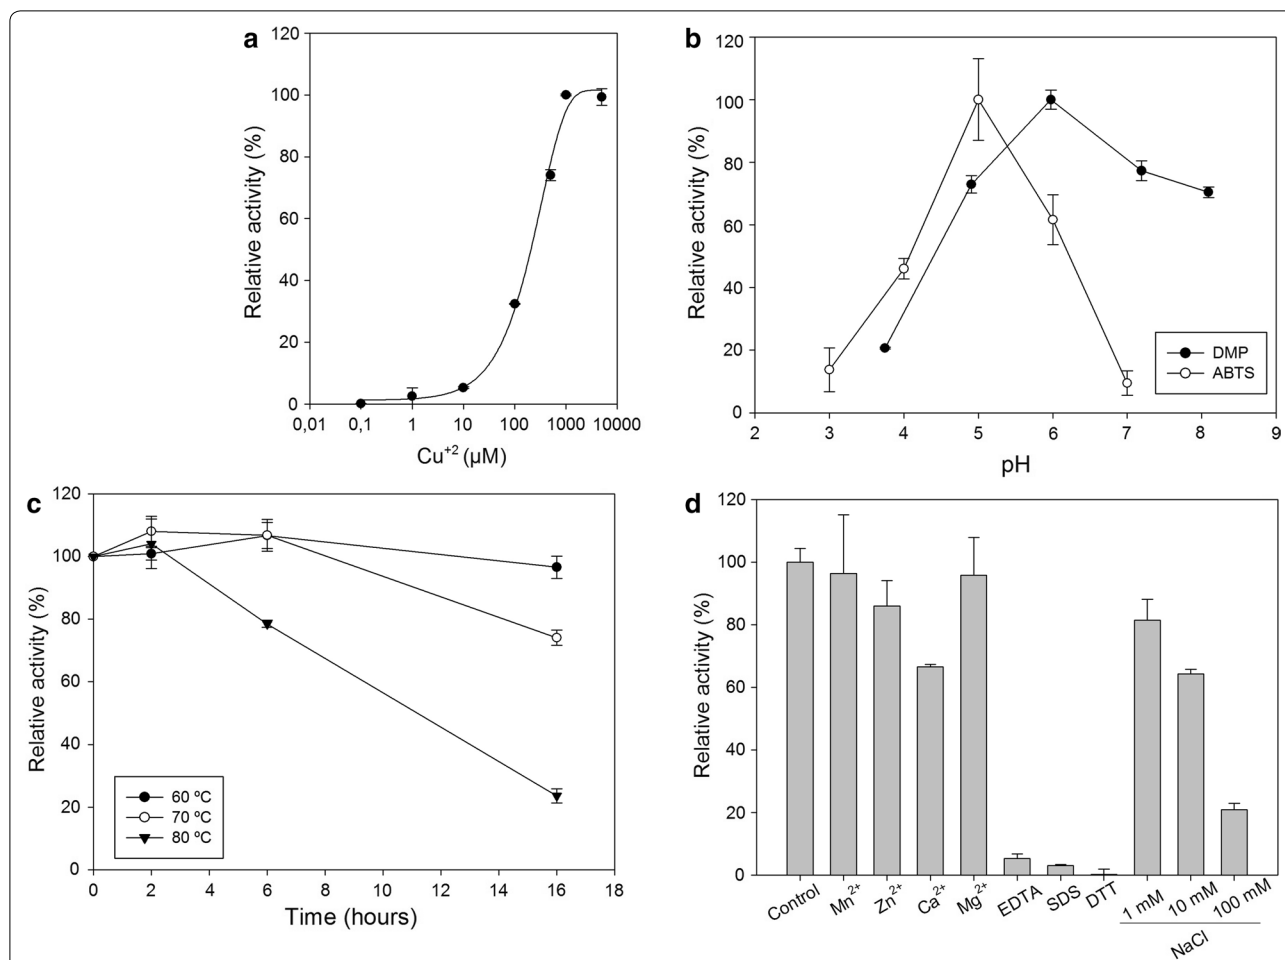 a
120
100
80
60
40
20
0
Relative activity (%)
0,01 0,1 1 10 100 1000 10000
Cu+2 (µM)
b
120
100
80
60
40
20
0
Relative activity (%)
DMP
ABTS
2 3 4 5 6 7 8 9
pH
c
120
100
80
60
40
20
0
Relative activity (%)
60 ºC
70 ºC
80 ºC
0 2 4 6 8 10 12 14 16 18
Time (hours)
d
120
100
80
60
40
20
0
Relative activity (%)
Control Mn2+ Zn2+ Ca2+ Mg2+ EDTA SDS DTT 1 mM 10 mM 100 mM
NaCl